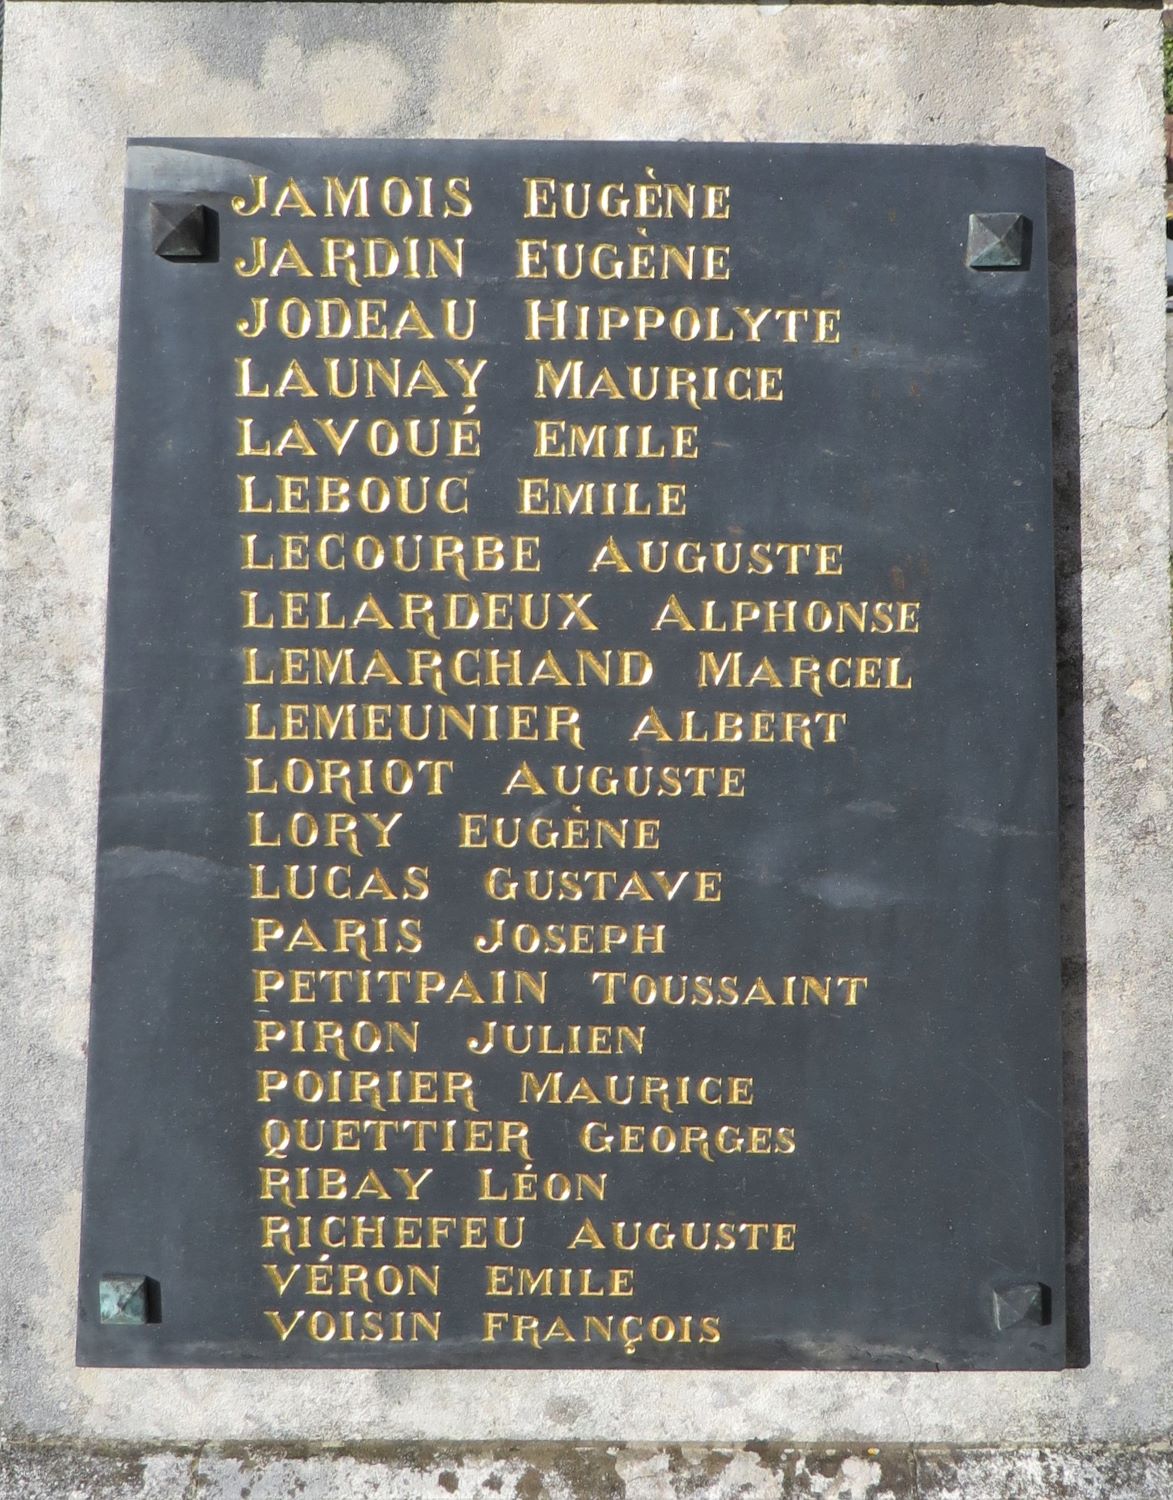 JAMOIS EUGÈNE
JARDIN EUGÈNE
JODEAU HIPPOLYTE
LAUNAY MAURICE
LAVOUÉ EMILE
LEBOUC EMILE
LECOURBE AUGUSTE
LELARDEUX ALPHONSE
LEMARCHAND MARCEL
LEMEUNIER ALBERT
LORIOT AUGUSTE
LORY EUGÈNE
LUCAS GUSTAVE
PARIS JOSEPH
PETITPAIN TOUSSAINT
PIRON JULIEN
POIRIER MAURICE
QUETTIER GEORGES
RIBAY LÉON
RICHEFEU AUGUSTE
VÉRON EMILE
VOISIN FRANÇOIS